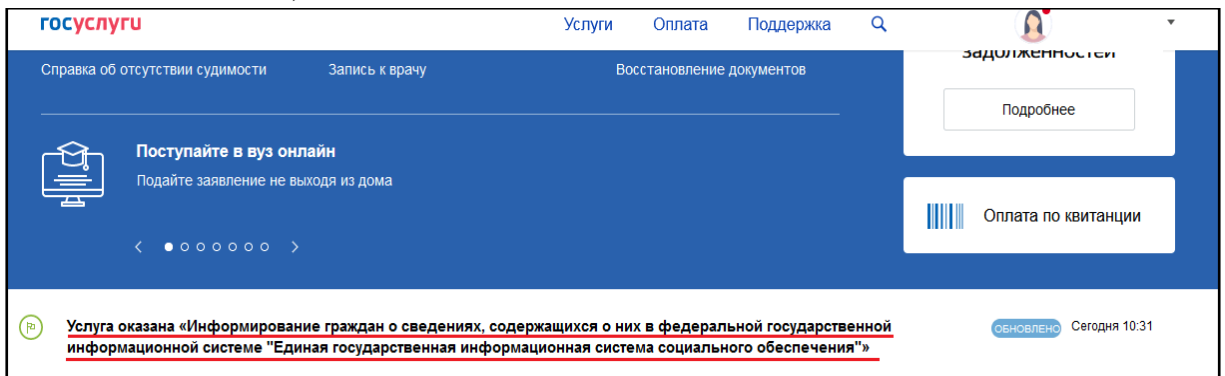 госуслуги
Услуги Оплата Поддержка
задолженностей
Справка об отсутствии судимости Запись к врачу Восстановление документов
Подробнее
Поступайте в вуз онлайн
Подайте заявление не выходя из дома
Оплата по квитанции
Услуга оказана «Информирование граждан о сведениях, содержащихся о них в федеральной государственной
информационной системе "Единая государственная информационная система социального обеспечения"»
ОБНОВЛЕНО Сегодня 10:31